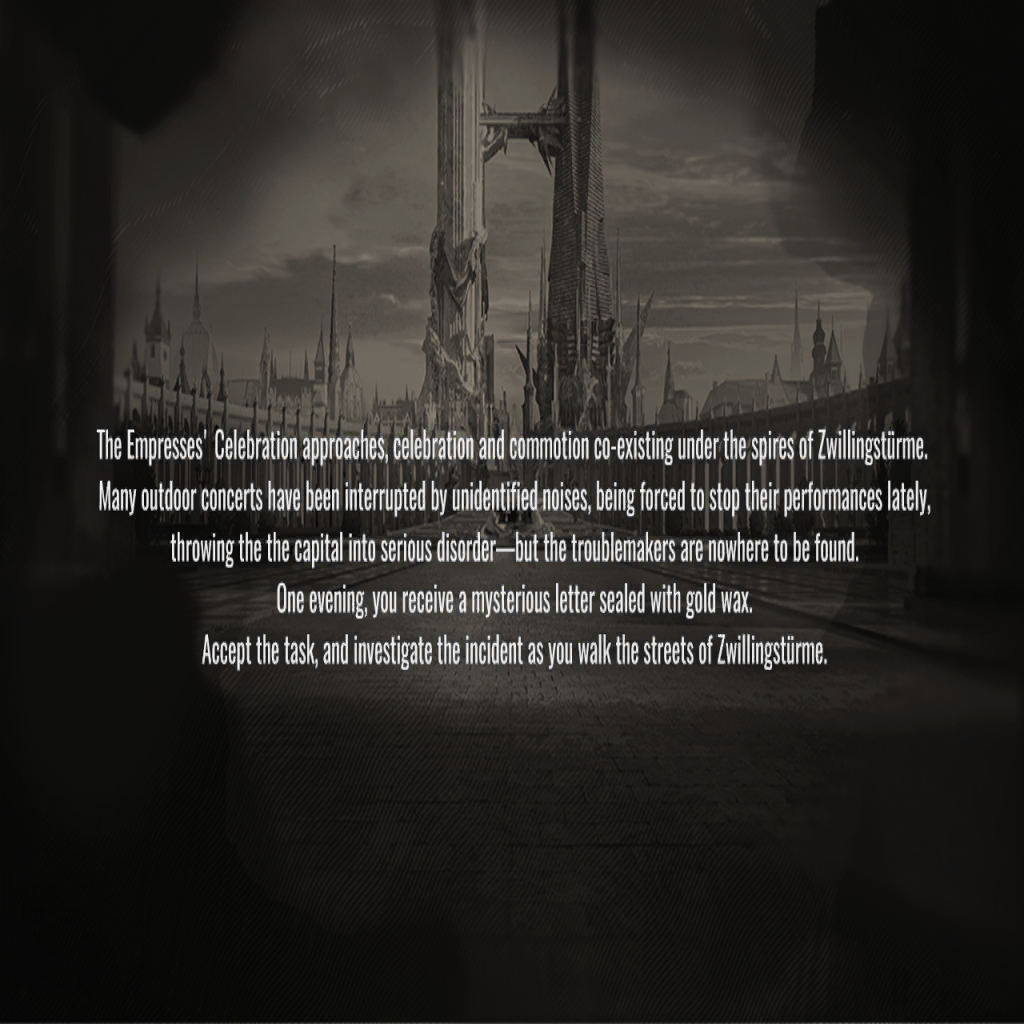 The Empresses' Celebration approaches, celebration and commotion co-existing under the spires of Zwillingstürme.
Many outdoor concerts have been interrupted by unidentified noises, being forced to stop their performances lately,
throwing the the capital into serious disorder—but the troublemakers are nowhere to be found.
One evening, you receive a mysterious letter sealed with gold wax.
Accept the task, and investigate the incident as you walk the streets of Zwillingstürme.